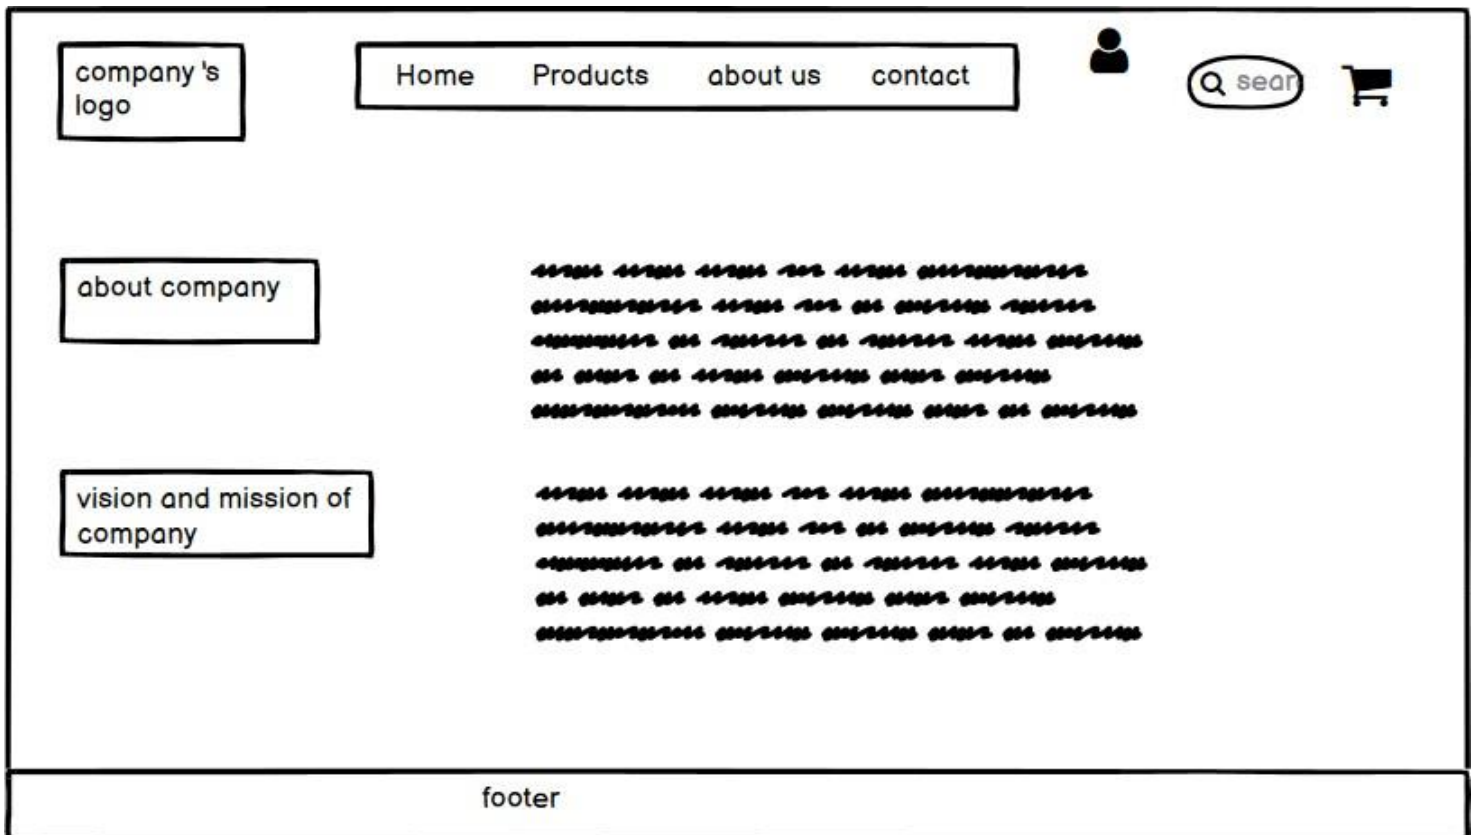 company 's
logo
Home Products about us contact
sear
about company
vision and mission of
company
footer